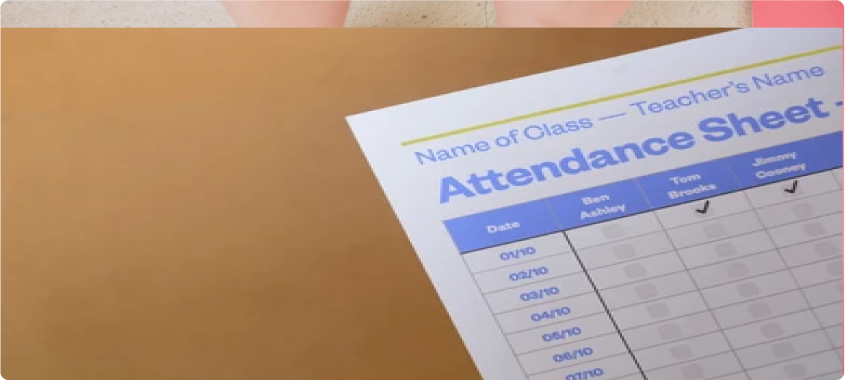 Name of Class — Teacher's Name
Attendance Sheet -
Date
Ben
Ashley
Tom
Brooks
Jimmy
Cooney
01/10
02/10
03/10
04/10
05/10
06/10
07/10